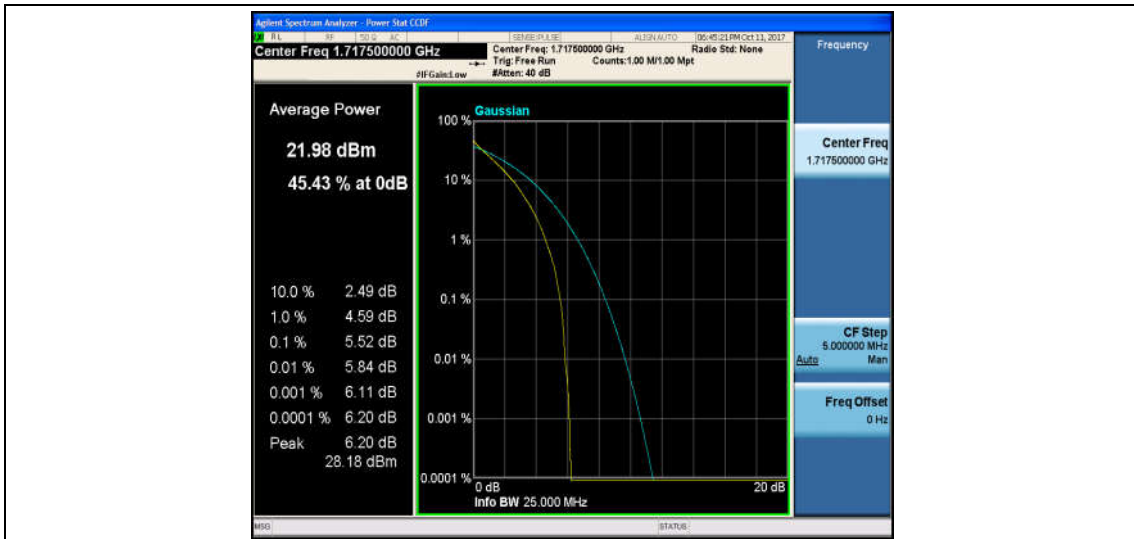 Agilent Spectrum Analyzer - Power Stat CCDF
RL RF 50 Ω AC SENSE:PULSE ALIGN AUTO 06:45:21 PM Oct 11, 2017
Center Freq 1.717500000 GHz
Center Freq: 1.717500000 GHz Radio Std: None
Trig: Free Run Counts:1.00 M/1.00 Mpt
#IFGain:Low #Atten: 40 dB
Frequency
Average Power
21.98 dBm
45.43 % at 0dB
10.0 % 2.49 dB
1.0 % 4.59 dB
0.1 % 5.52 dB
0.01 % 5.84 dB
0.001 % 6.11 dB
0.0001 % 6.20 dB
Peak 6.20 dB
28.18 dBm
Gaussian
100 %
10 %
1 %
0.1 %
0.01 %
0.001 %
0.0001 %
0 dB 20 dB
Info BW 25.000 MHz
Center Freq
1.717500000 GHz
CF Step
5.000000 MHz
Auto Man
Freq Offset
0 Hz
MSG STATUS